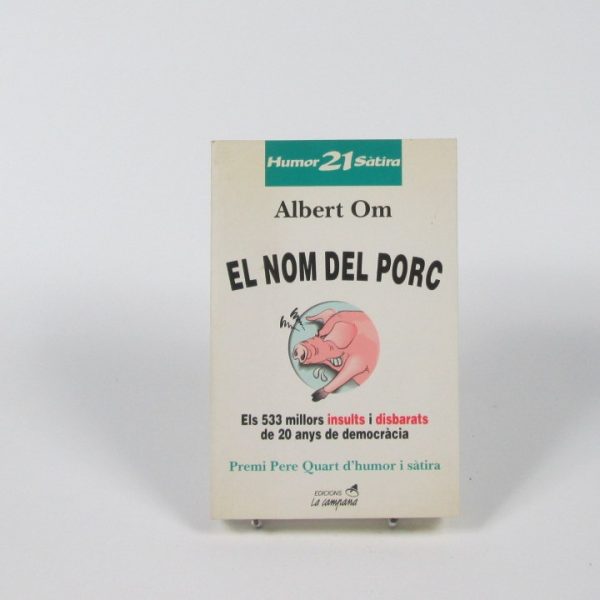 Humor 21 Sàtira
Albert Om
EL NOM DEL PORC
Els 533 millors insults i disbarats
de 20 anys de democràcia
Premi Pere Quart d'humor i sàtira
EDICIONS
La campana